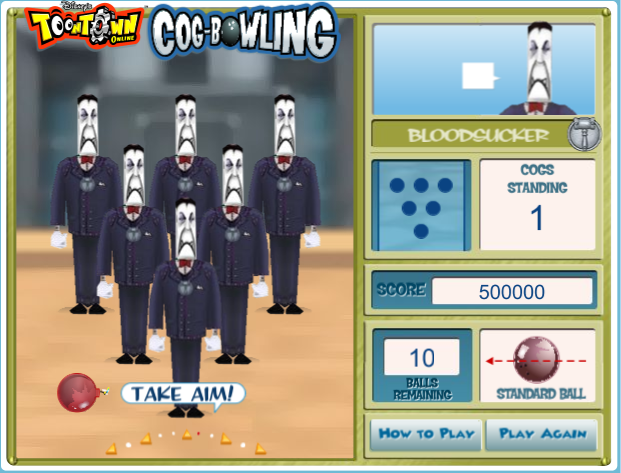 Disney's
TOONTOWN
ONLINE
COG-BOWLING
BLOODSUCKER
COGS
STANDING
1
SCORE 500000
10
BALLS
REMAINING
STANDARD BALL
TAKE AIM!
HOW TO PLAY PLAY AGAIN